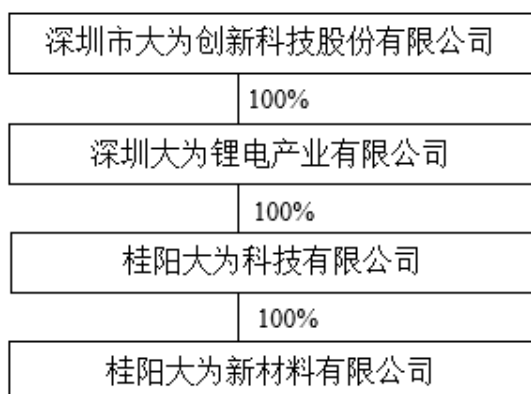 深圳市大为创新科技股份有限公司
100%
深圳大为锂电产业有限公司
100%
桂阳大为科技有限公司
100%
桂阳大为新材料有限公司